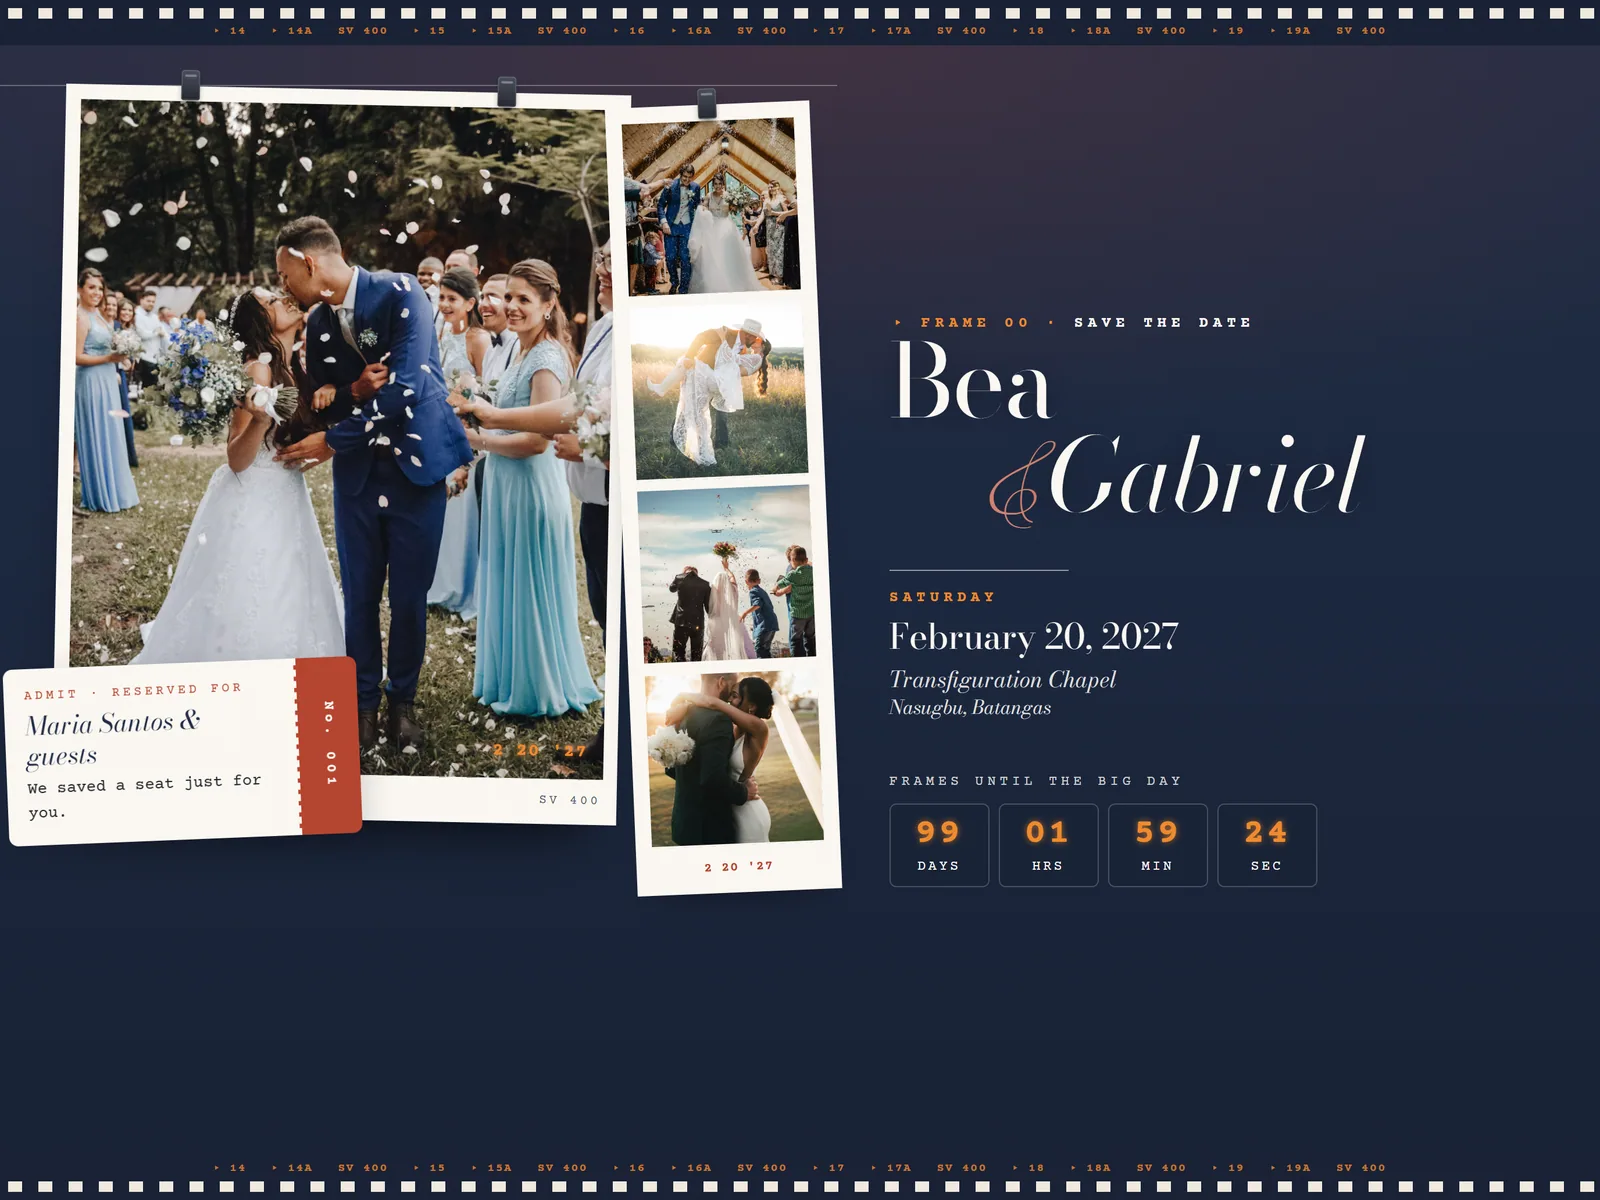 ▸ 14 ▸ 14A SV 400 ▸ 15 ▸ 15A SV 400 ▸ 16 ▸ 16A SV 400 ▸ 17 ▸ 17A SV 400 ▸ 18 ▸ 18A SV 400 ▸ 19 ▸ 19A SV 400
▸ FRAME 00 · SAVE THE DATE
Bea
& Gabriel
SATURDAY
February 20, 2027
Transfiguration Chapel
Nasugbu, Batangas
FRAMES UNTIL THE BIG DAY
99 01 59 24
DAYS HRS MIN SEC
ADMIT · RESERVED FOR
Maria Santos &
guests
We saved a seat just for
you.
No. 001
2 20 '27
SV 400
2 20 '27
▸ 14 ▸ 14A SV 400 ▸ 15 ▸ 15A SV 400 ▸ 16 ▸ 16A SV 400 ▸ 17 ▸ 17A SV 400 ▸ 18 ▸ 18A SV 400 ▸ 19 ▸ 19A SV 400